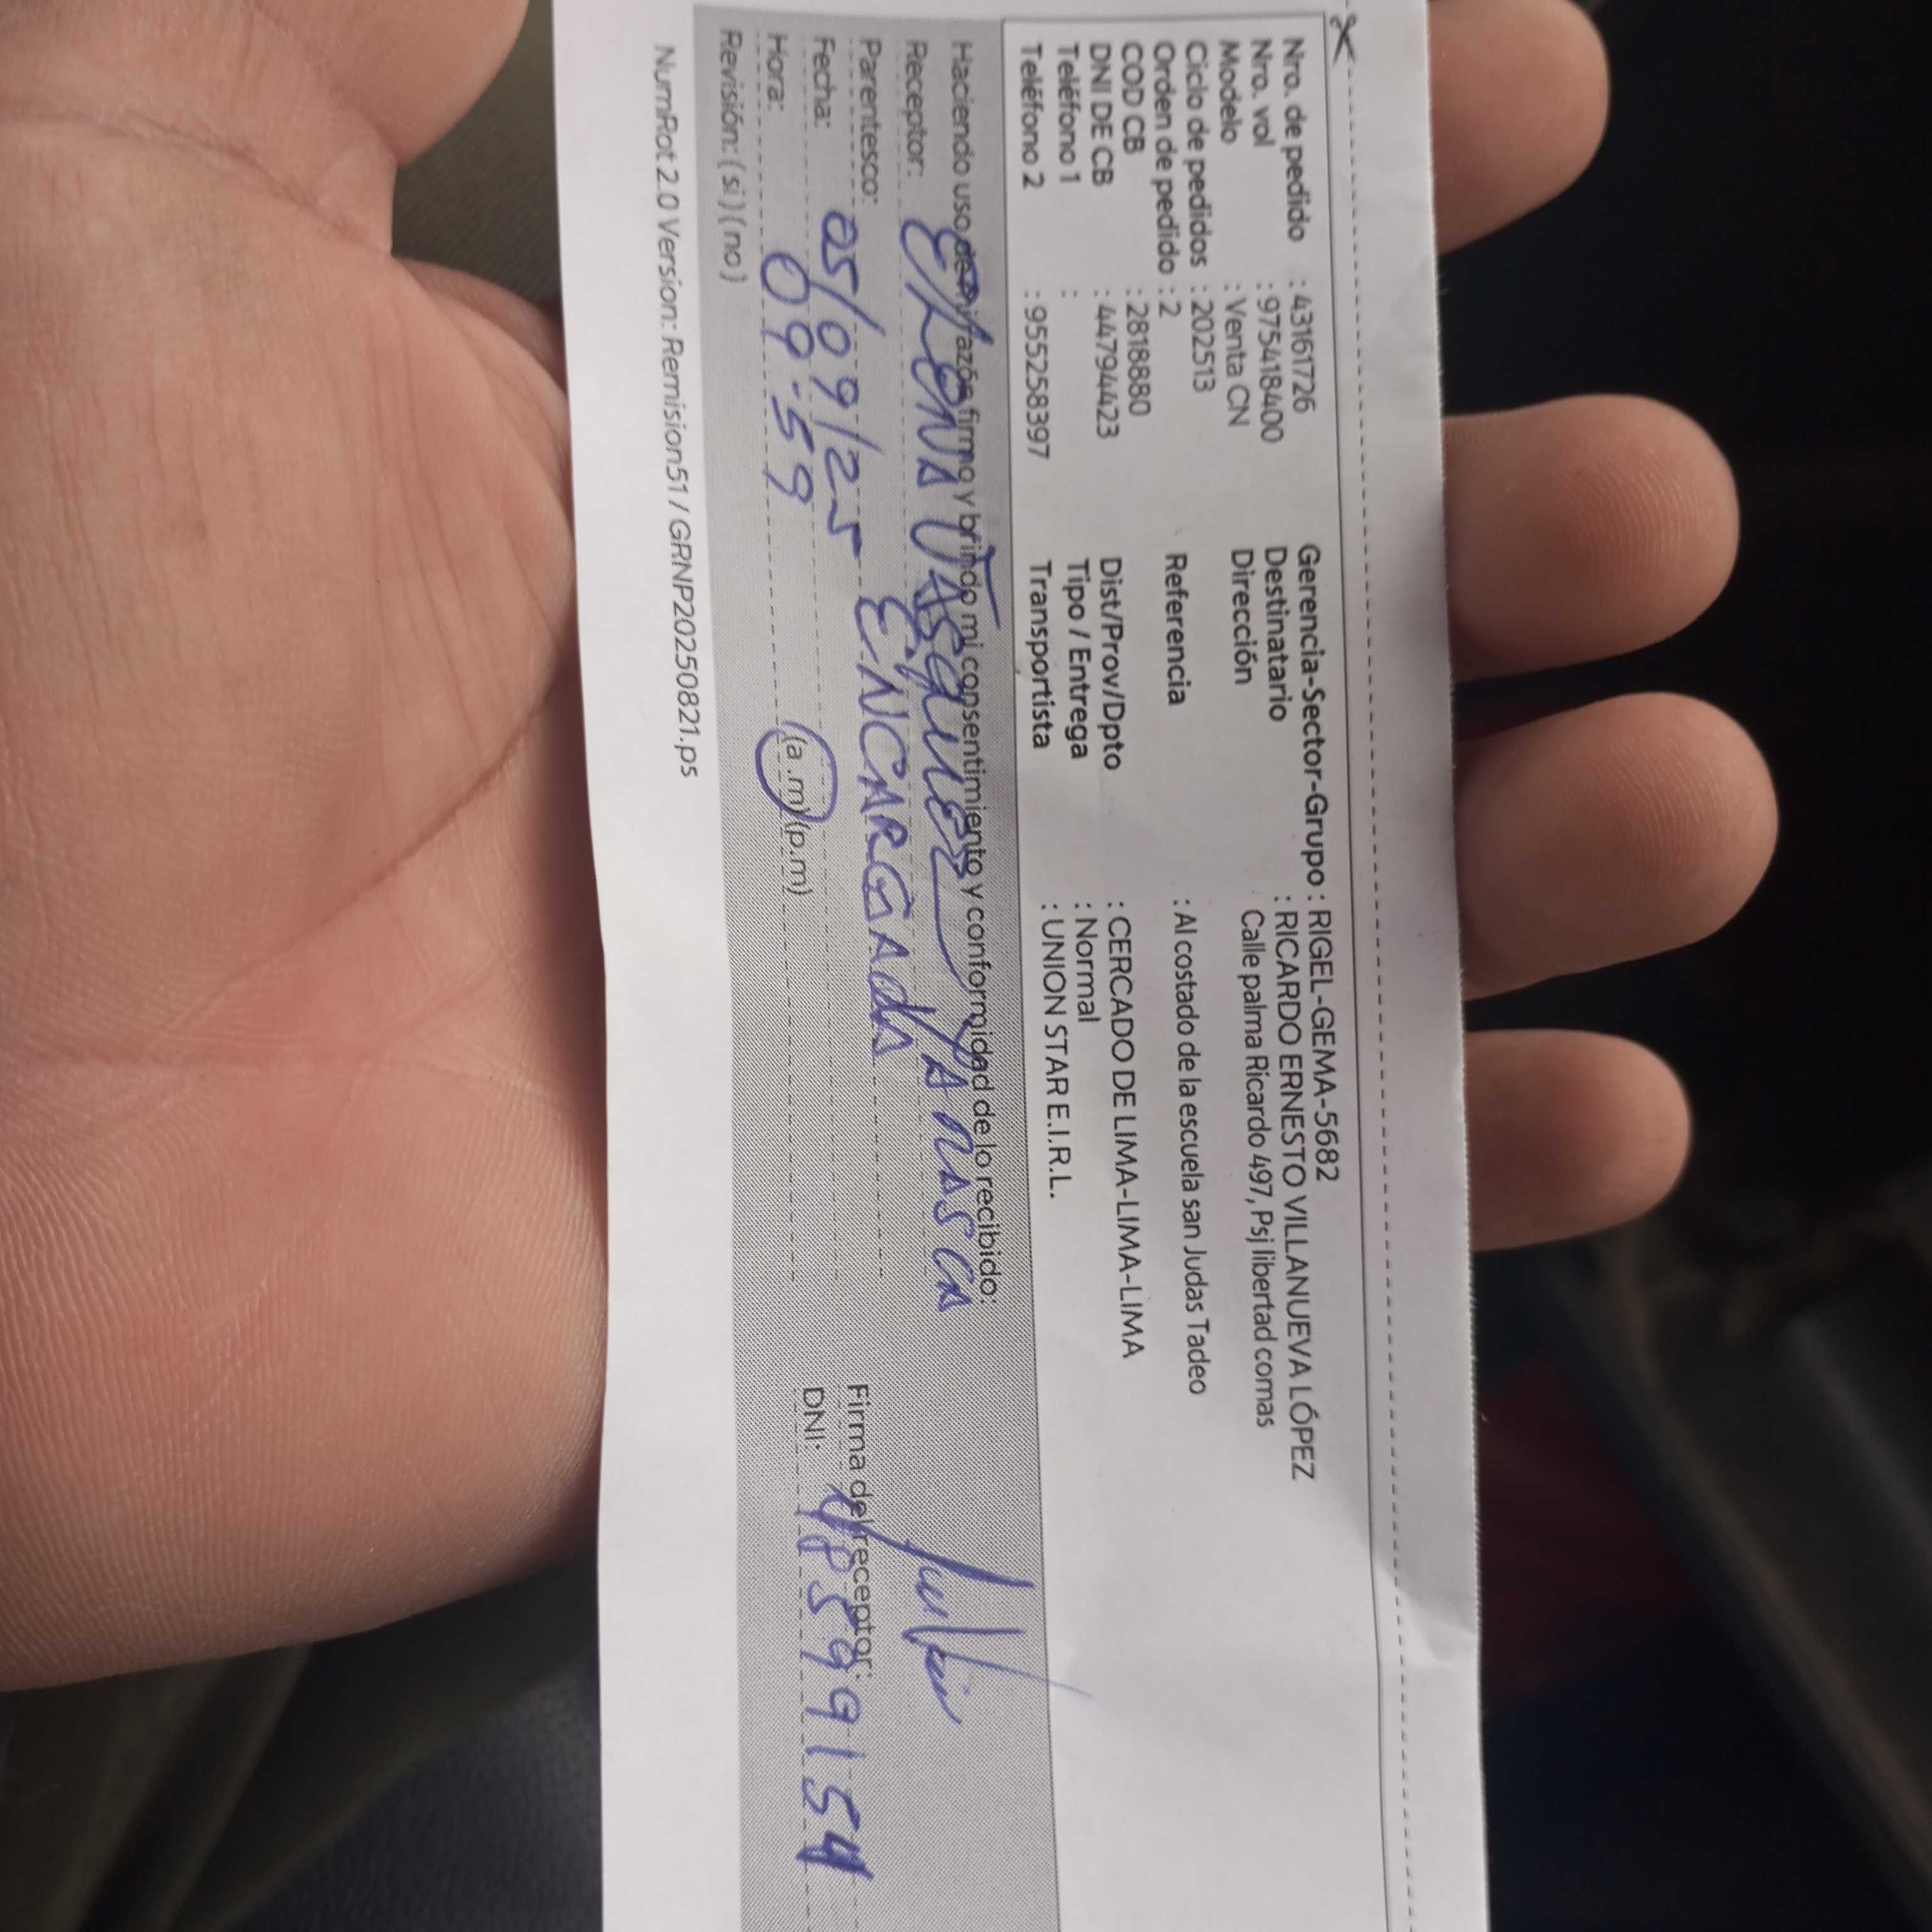 Nro. de pedido : 43161726
Nro. vol : 975418400
Modelo : Venta CN
Ciclo de pedidos : 202513
Orden de pedido : 2
COD CB : 2818880
DNI DE CB : 44794423
Teléfono 1 :
Teléfono 2 : 955258397
Gerencia-Sector-Grupo : RIGEL-GEMA-5682
Destinatario : RICARDO ERNESTO VILLANUEVA LÓPEZ
Dirección : Calle palma Ricardo 497, Psj libertad comas
Referencia : Al costado de la escuela san Judas Tadeo
Dist/Prov/Dpto : CERCADO DE LIMA-LIMA-LIMA
Tipo / Entrega : Normal
Transportista : UNION STAR E.I.R.L.
Haciendo uso de mi razón firmo y brindo mi consentimiento y conformidad de lo recibido:
Receptor: ELENA VASQUEZ
Parentesco: ENCARGADA
Fecha: 05/09/25
Hora: 09:59 (a.m) (p.m)
Revisión: ( si ) ( no )
Firma del receptor:
DNI:
NumRot 2.0 Version: Remision51 / GRNP20250821.ps